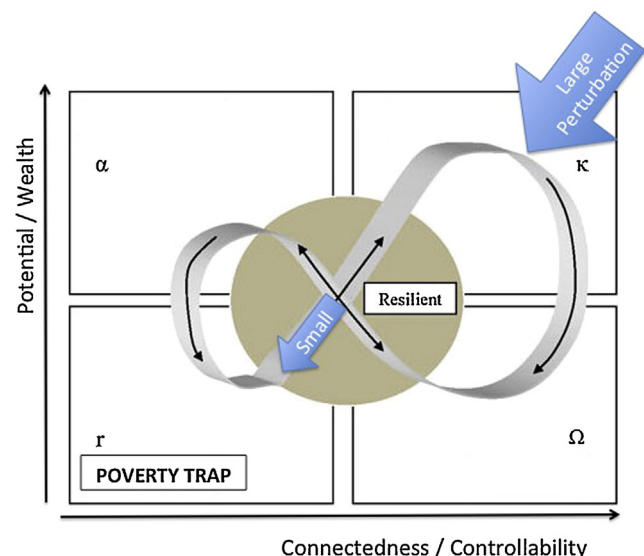 Large
Perturbation
α
κ
Potential / Wealth
Resilient
Small
r
Ω
POVERTY TRAP
Connectedness / Controllability